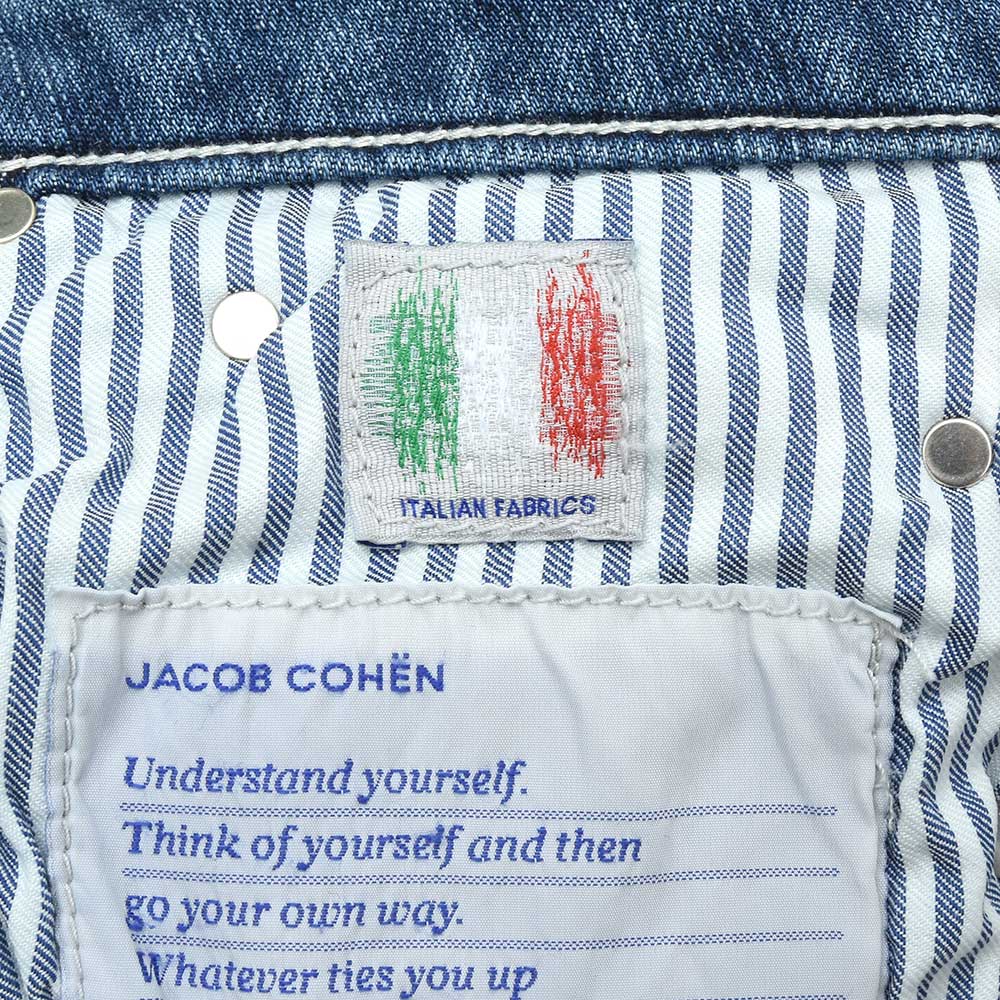 ITALIAN FABRICS
JACOB COHËN
Understand yourself.
Think of yourself and then
go your own way.
Whatever ties you up